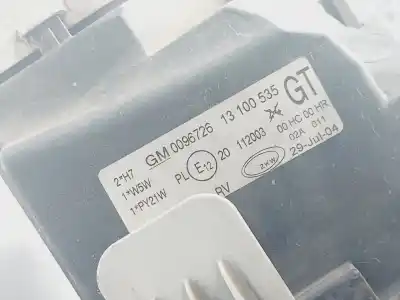 2*H7 GM 0096726 13 100 535 GT
1*W5W PL E12 20 112003 00 HC 00 HR
1*PY21W RV ZKW 02A 011
29-Jul-04